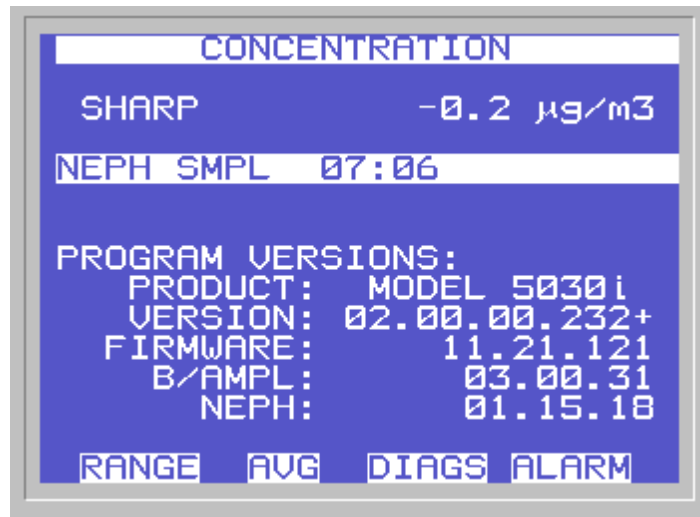 CONCENTRATION
SHARP -0.2 µg/m3
NEPH SMPL 07:06
PROGRAM VERSIONS:
PRODUCT: MODEL 5030i
VERSION: 02.00.00.232+
FIRMWARE: 11.21.121
B/AMPL: 03.00.31
NEPH: 01.15.18
RANGE AVG DIAGS ALARM